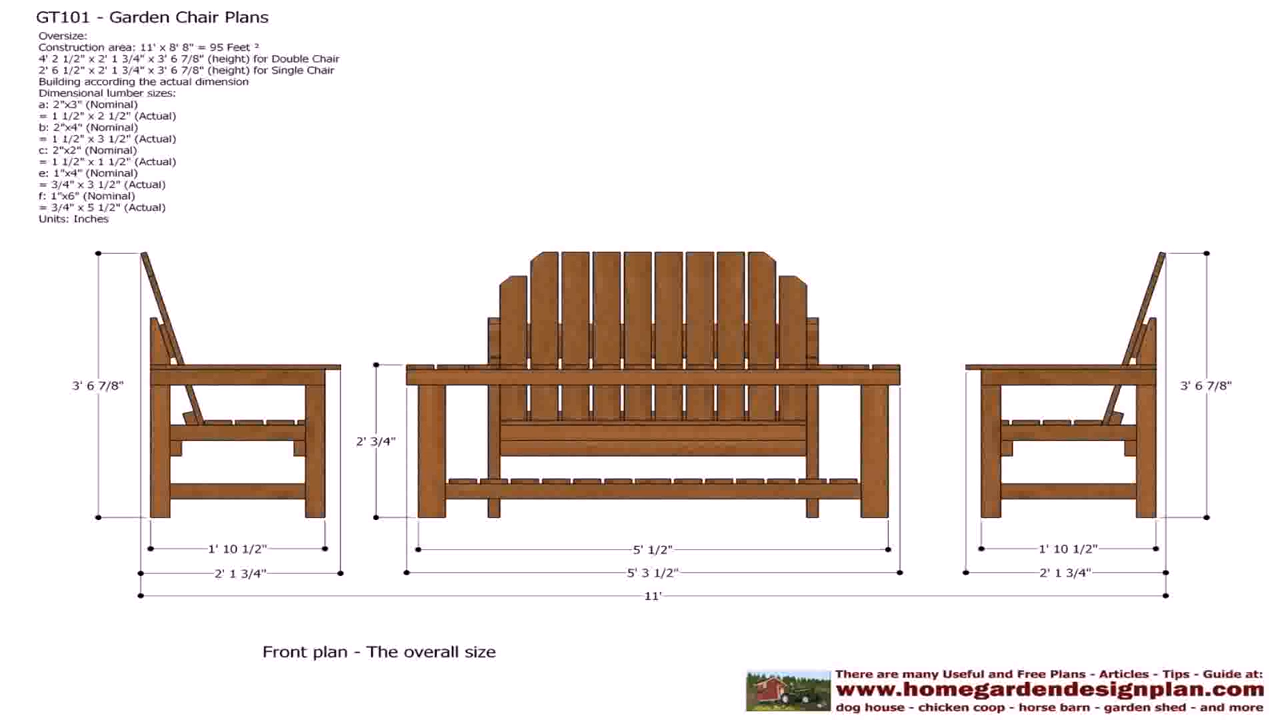 GT101 - Garden Chair Plans
Oversize:
Construction area: 11' x 8' 8" = 95 Feet ²
4' 2 1/2" x 2' 1 3/4" x 3' 6 7/8" (height) for Double Chair
2' 6 1/2" x 2' 1 3/4" x 3' 6 7/8" (height) for Single Chair
Building according the actual dimension
Dimensional lumber sizes:
a: 2"x3" (Nominal)
= 1 1/2" x 2 1/2" (Actual)
b: 2"x4" (Nominal)
= 1 1/2" x 3 1/2" (Actual)
c: 2"x2" (Nominal)
= 1 1/2" x 1 1/2" (Actual)
e: 1"x4" (Nominal)
= 3/4" x 3 1/2" (Actual)
f: 1"x6" (Nominal)
= 3/4" x 5 1/2" (Actual)
Units: Inches
3' 6 7/8"
2' 3/4"
3' 6 7/8"
1' 10 1/2"
5' 1/2"
1' 10 1/2"
2' 1 3/4"
5' 3 1/2"
2' 1 3/4"
11'
Front plan - The overall size
There are many Useful and Free Plans - Articles - Tips - Guide at:
www.homegardendesignplan.com
dog house - chicken coop - horse barn - garden shed - and more